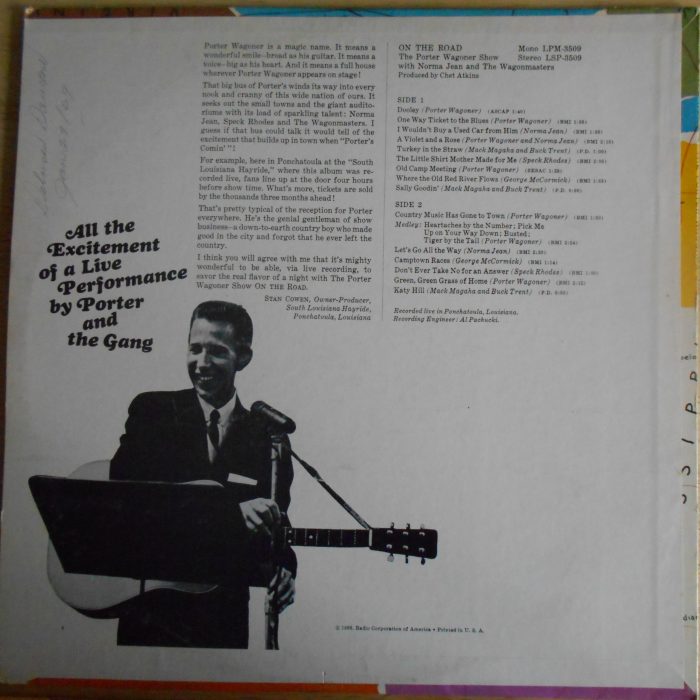 All the
Excitement
of a Live
Performance
by Porter
and
the Gang
Porter Wagoner is a magic name. It means a
wonderful smile—broad as his guitar. It means a
voice—big as his heart. And it means a full house
wherever Porter Wagoner appears on stage!
That big bus of Porter's winds its way into every
nook and cranny of this wide nation of ours. It
seeks out the small towns and the giant audito-
riums with its load of sparkling talent: Norma
Jean, Speck Rhodes and The Wagonmasters. I
guess if that bus could talk it would tell of the
excitement that builds up in town when "Porter's
Comin' "!
For example, here in Ponchatoula at the "South
Louisiana Hayride," where this album was re-
corded live, fans line up at the door four hours
before show time. What's more, tickets are sold
by the thousands three months ahead!
That's pretty typical of the reception for Porter
everywhere. He's the genial gentleman of show
business—a down-to-earth country boy who made
good in the city and forgot that he ever left the
country.
I think you will agree with me that it's mighty
wonderful to be able, via live recording, to
savor the real flavor of a night with The Porter
Wagoner Show ON THE ROAD.
STAN COWEN, Owner-Producer,
South Louisiana Hayride,
Ponchatoula, Louisiana
ON THE ROAD Mono LPM-3509
The Porter Wagoner Show Stereo LSP-3509
with Norma Jean and The Wagonmasters
Produced by Chet Atkins
SIDE 1
Dooley (Porter Wagoner) (ASCAP 1:40)
One Way Ticket to the Blues (Porter Wagoner) (BMI
I Wouldn't Buy a Used Car from Him (Norma Jean) (BMI
A Violet and a Rose (Porter Wagoner and Norma Jean) (BMI
Turkey in the Straw (Mack Magaha and Buck Trent) (P.D.
The Little Shirt Mother Made for Me (Speck Rhodes) (BMI
Old Camp Meeting (Porter Wagoner) (SESAC
Where the Old Red River Flows (George McCormick) (BMI
Sally Goodin' (Mack Magaha and Buck Trent) (P.D.
SIDE 2
Country Music Has Gone to Town (Porter Wagoner) (BMI
Medley: Heartaches by the Number; Pick Me
Up on Your Way Down; Busted;
Tiger by the Tail (Porter Wagoner) (BMI
Let's Go All the Way (Norma Jean) (BMI
Camptown Races (George McCormick) (BMI
Don't Ever Take No for an Answer (Speck Rhodes) (BMI
Green, Green Grass of Home (Porter Wagoner) (BMI
Katy Hill (Mack Magaha and Buck Trent) (P.D.
Recorded live in Ponchatoula, Louisiana.
Recording Engineer: Al Pachucki.
© 1966, Radio Corporation of America • Printed in U. S. A.